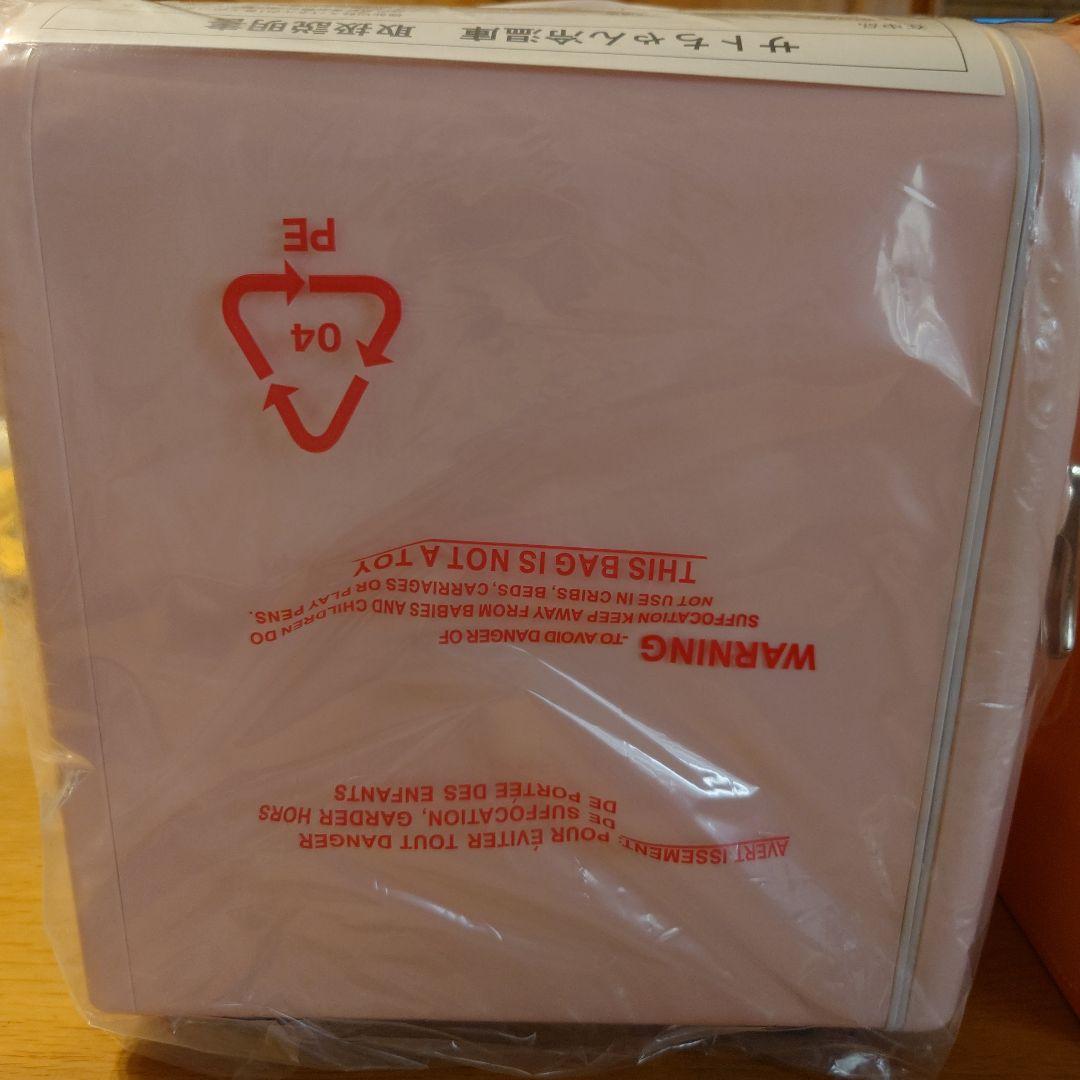 サトちゃん冷温庫 取扱説明書
AVERTISSEMENT: POUR ÉVITER TOUT DANGER
DE SUFFOCATION, GARDER HORS
DE PORTÉE DES ENFANTS
WARNING -TO AVOID DANGER OF
SUFFOCATION KEEP AWAY FROM BABIES AND CHILDREN DO
NOT USE IN CRIBS, BEDS, CARRIAGES OR PLAY PENS.
THIS BAG IS NOT A TOY
04
PE